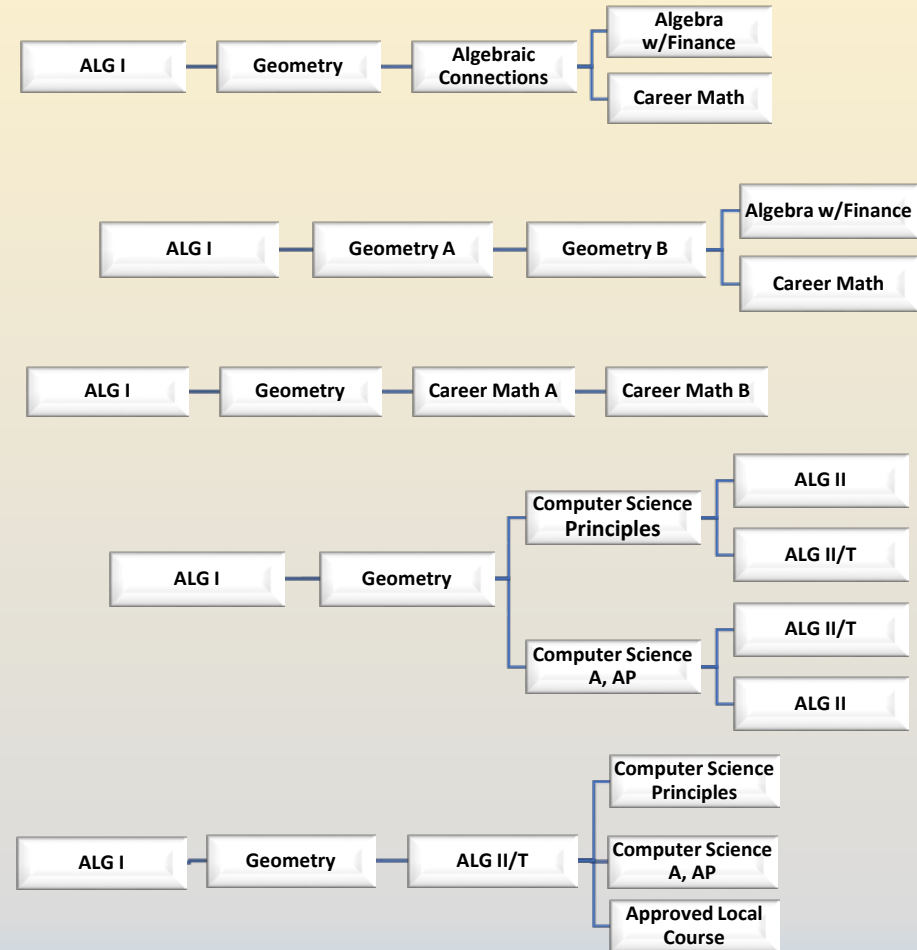 ALG I
Geometry
Algebraic
Connections
Algebra
w/Finance
Career Math
ALG I
Geometry A
Geometry B
Algebra w/Finance
Career Math
ALG I
Geometry
Career Math A
Career Math B
ALG I
Geometry
Computer Science
Principles
ALG II
ALG II/T
Computer Science
A, AP
ALG II/T
ALG II
ALG I
Geometry
ALG II/T
Computer Science
Principles
Computer Science
A, AP
Approved Local
Course